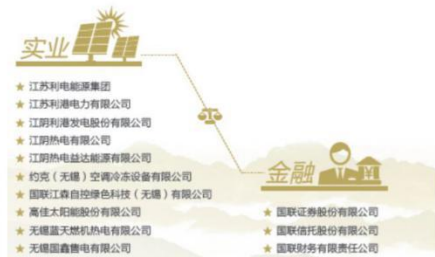 实业
江苏利电能源集团
江苏利港电力有限公司
江阴利港发电股份有限公司
江阴热电有限公司
江阴热电益达能源有限公司
约克（无锡）空调冷冻设备有限公司
国联江森自控绿色科技（无锡）有限公司
高佳太阳能股份有限公司
无锡蓝天燃机热电有限公司
无锡国鑫售电有限公司
金融
国联证券股份有限公司
国联信托股份有限公司
国联财务有限责任公司